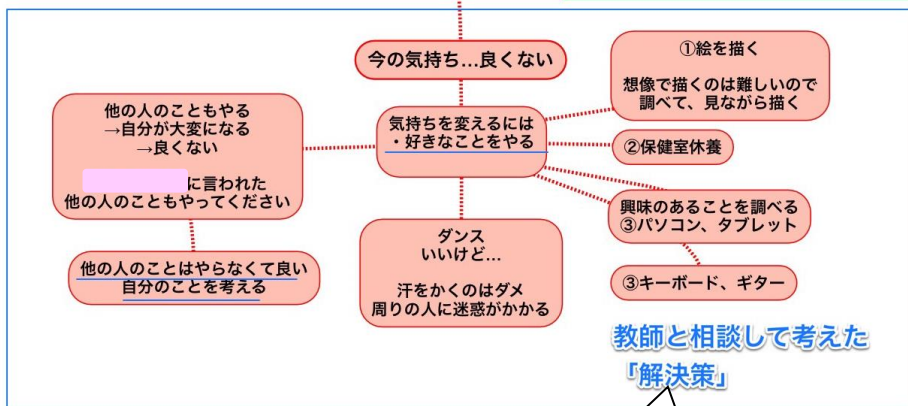 今の気持ち…良くない
①絵を描く
想像で描くのは難しいので
調べて、見ながら描く
他の人のこともやる
→自分が大変になる
→良くない
に言われた
他の人のこともやってください
気持ちを変えるには
・好きなことをやる
②保健室休養
興味のあることを調べる
③パソコン、タブレット
ダンス
いいけど…
汗をかくのはダメ
周りの人に迷惑がかかる
他の人のことはやらなくて良い
自分のことを考える
③キーボード、ギター
教師と相談して考えた
「解決策」